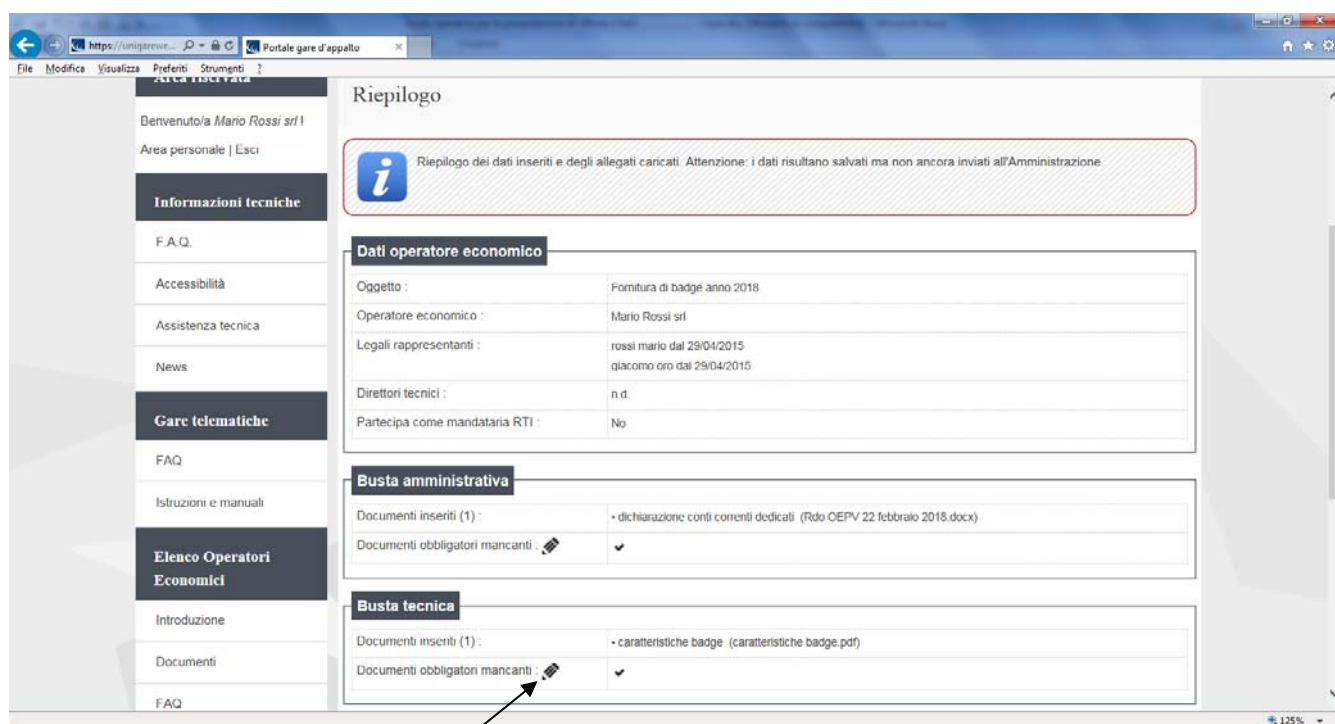 https://unigarewe...
Portale gare d'appalto
File Modifica Visualizza Preferiti Strumenti ?
Area riservata
Benvenuto/a Mario Rossi srl !
Area personale | Esci
Informazioni tecniche
F.A.Q.
Accessibilità
Assistenza tecnica
News
Gare telematiche
FAQ
Istruzioni e manuali
Elenco Operatori
Economici
Introduzione
Documenti
FAQ
Riepilogo
Riepilogo dei dati inseriti e degli allegati caricati. Attenzione: i dati risultano salvati ma non ancora inviati all'Amministrazione.
Dati operatore economico
Oggetto : Fornitura di badge anno 2018
Operatore economico : Mario Rossi srl
Legali rappresentanti : rossi mario dal 29/04/2015
giacomo oro dal 29/04/2015
Direttori tecnici : n.d.
Partecipa come mandataria RTI : No
Busta amministrativa
Documenti inseriti (1) : • dichiarazione conti correnti dedicati (Rdo OEPV 22 febbraio 2018.docx)
Documenti obbligatori mancanti : ✔
Busta tecnica
Documenti inseriti (1) : • caratteristiche badge (caratteristiche badge.pdf)
Documenti obbligatori mancanti : ✔
125%